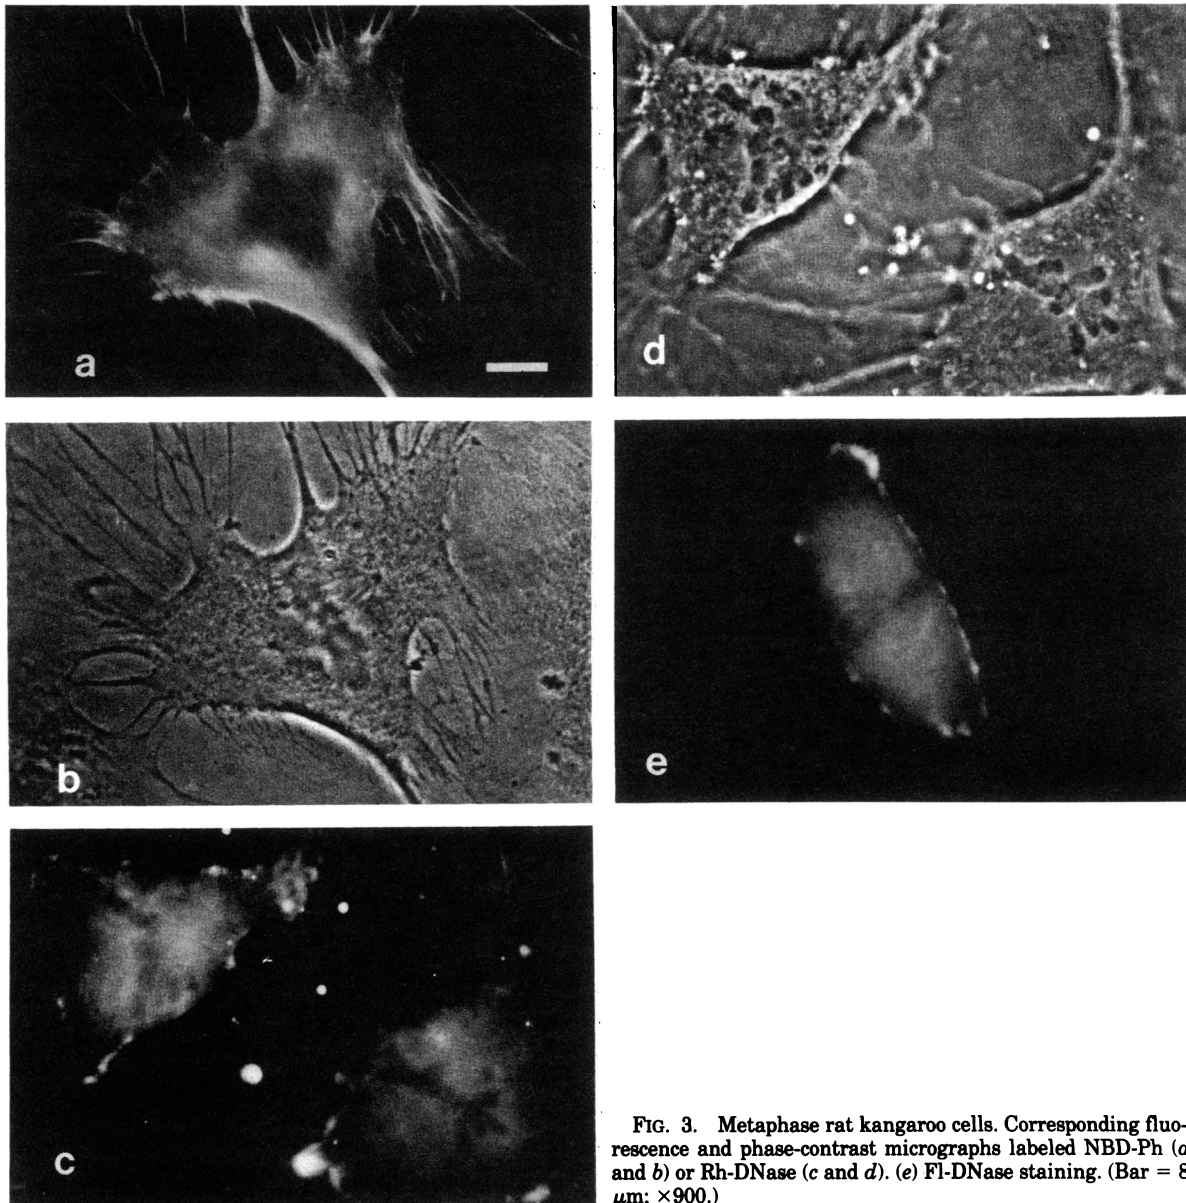 a
d
b
e
c
FIG. 3. Metaphase rat kangaroo cells. Corresponding fluo-
rescence and phase-contrast micrographs labeled NBD-Ph (a
and b) or Rh-DNase (c and d). (e) Fl-DNase staining. (Bar = 8
μm; ×900.)